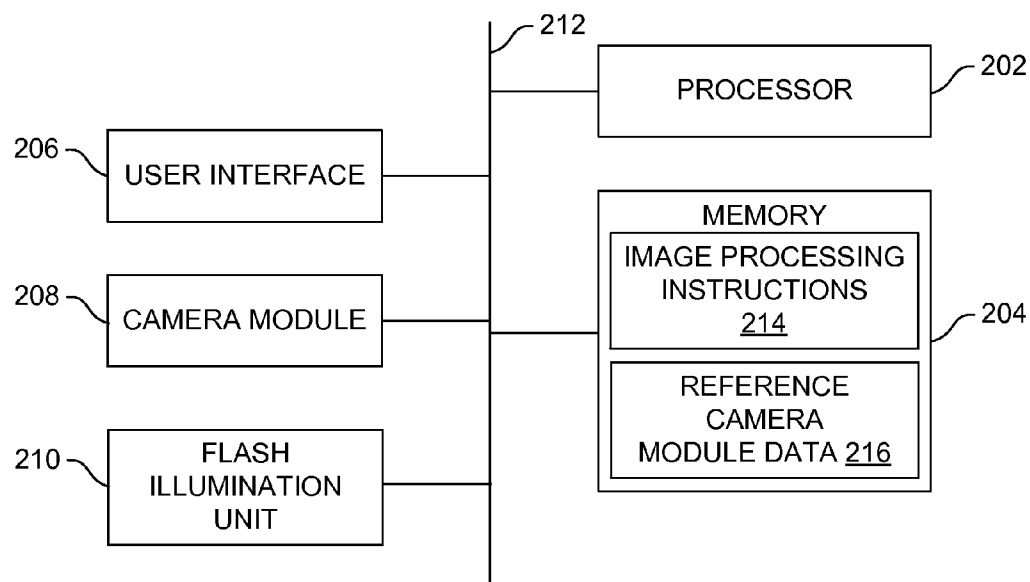 212
PROCESSOR
202
206
USER INTERFACE
MEMORY
IMAGE PROCESSING
INSTRUCTIONS
214
204
208
CAMERA MODULE
REFERENCE
CAMERA
MODULE DATA 216
210
FLASH
ILLUMINATION
UNIT